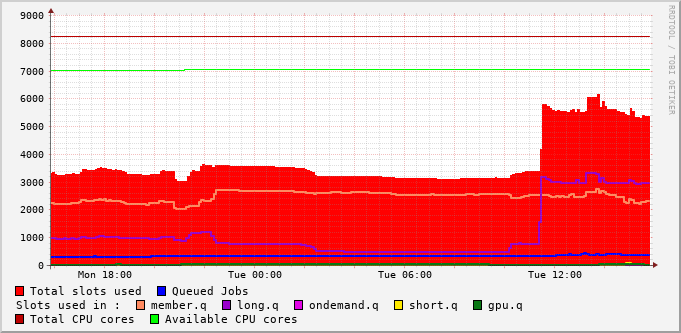 9000
8000
7000
6000
5000
4000
3000
2000
1000
0
Mon 18:00 Tue 00:00 Tue 06:00 Tue 12:00
RRDTOOL / TOBI OETIKER
Total slots used Queued Jobs
Slots used in : member.q long.q ondemand.q short.q gpu.q
Total CPU cores Available CPU cores